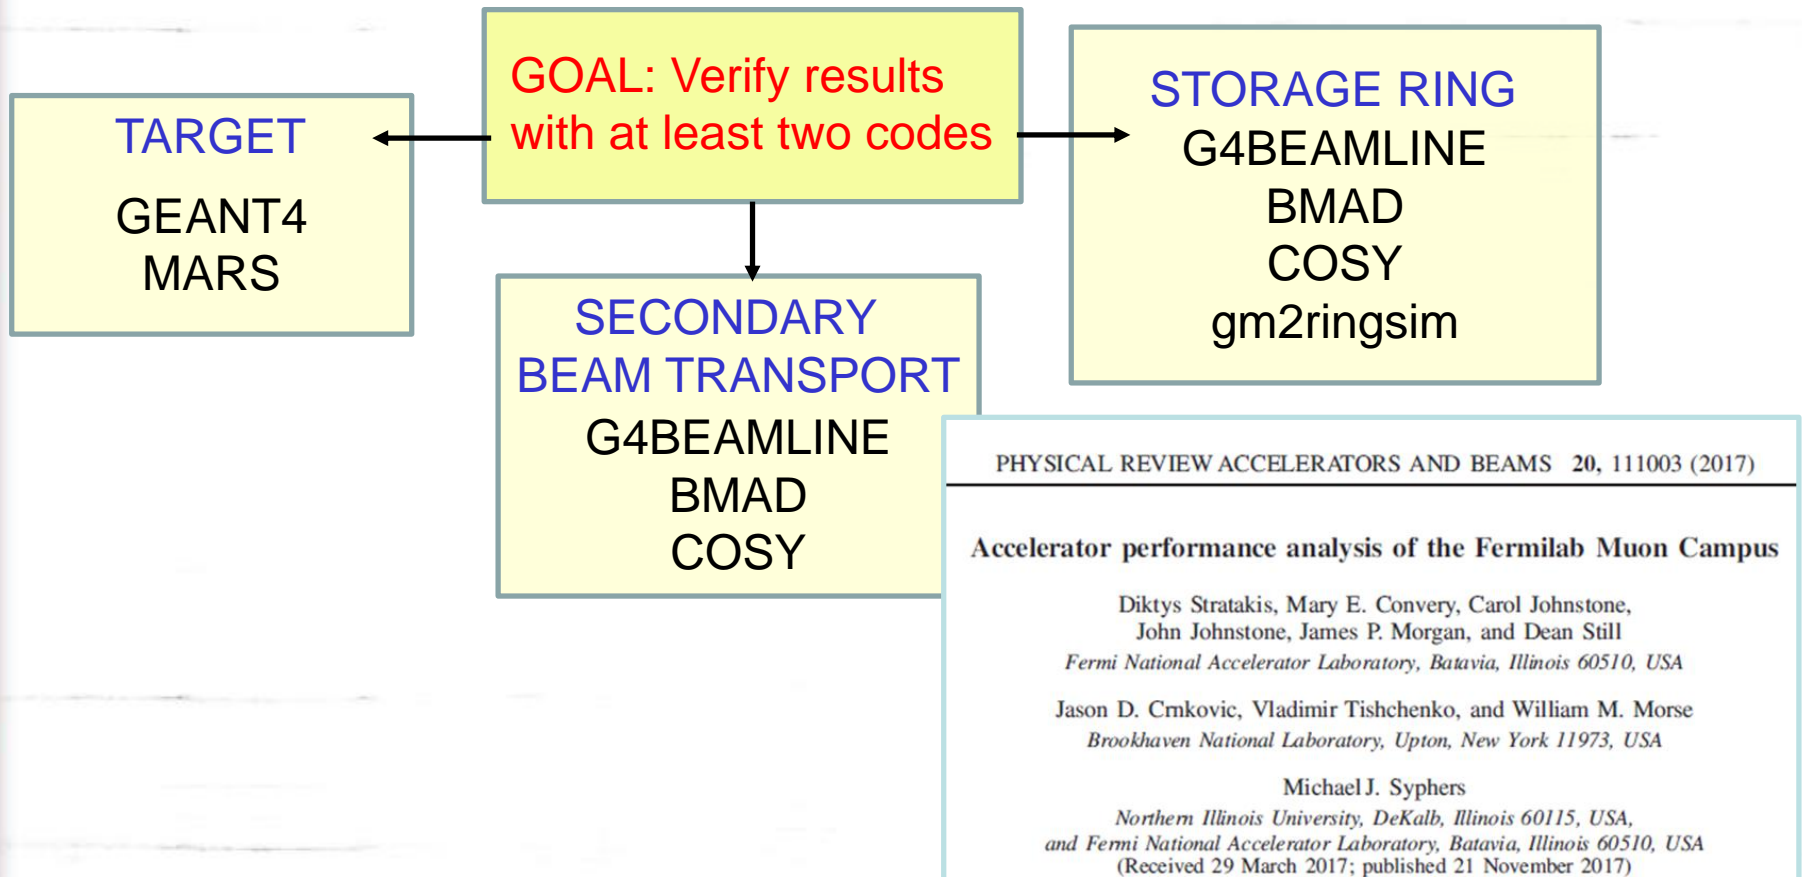 GOAL: Verify results
with at least two codes
TARGET
GEANT4
MARS
SECONDARY
BEAM TRANSPORT
G4BEAMLINE
BMAD
COSY
STORAGE RING
G4BEAMLINE
BMAD
COSY
gm2ringsim
PHYSICAL REVIEW ACCELERATORS AND BEAMS 20, 111003 (2017)
Accelerator performance analysis of the Fermilab Muon Campus
Diktys Stratakis, Mary E. Convery, Carol Johnstone,
John Johnstone, James P. Morgan, and Dean Still
Fermi National Accelerator Laboratory, Batavia, Illinois 60510, USA
Jason D. Crnkovic, Vladimir Tishchenko, and William M. Morse
Brookhaven National Laboratory, Upton, New York 11973, USA
Michael J. Syphers
Northern Illinois University, DeKalb, Illinois 60115, USA,
and Fermi National Accelerator Laboratory, Batavia, Illinois 60510, USA
(Received 29 March 2017; published 21 November 2017)